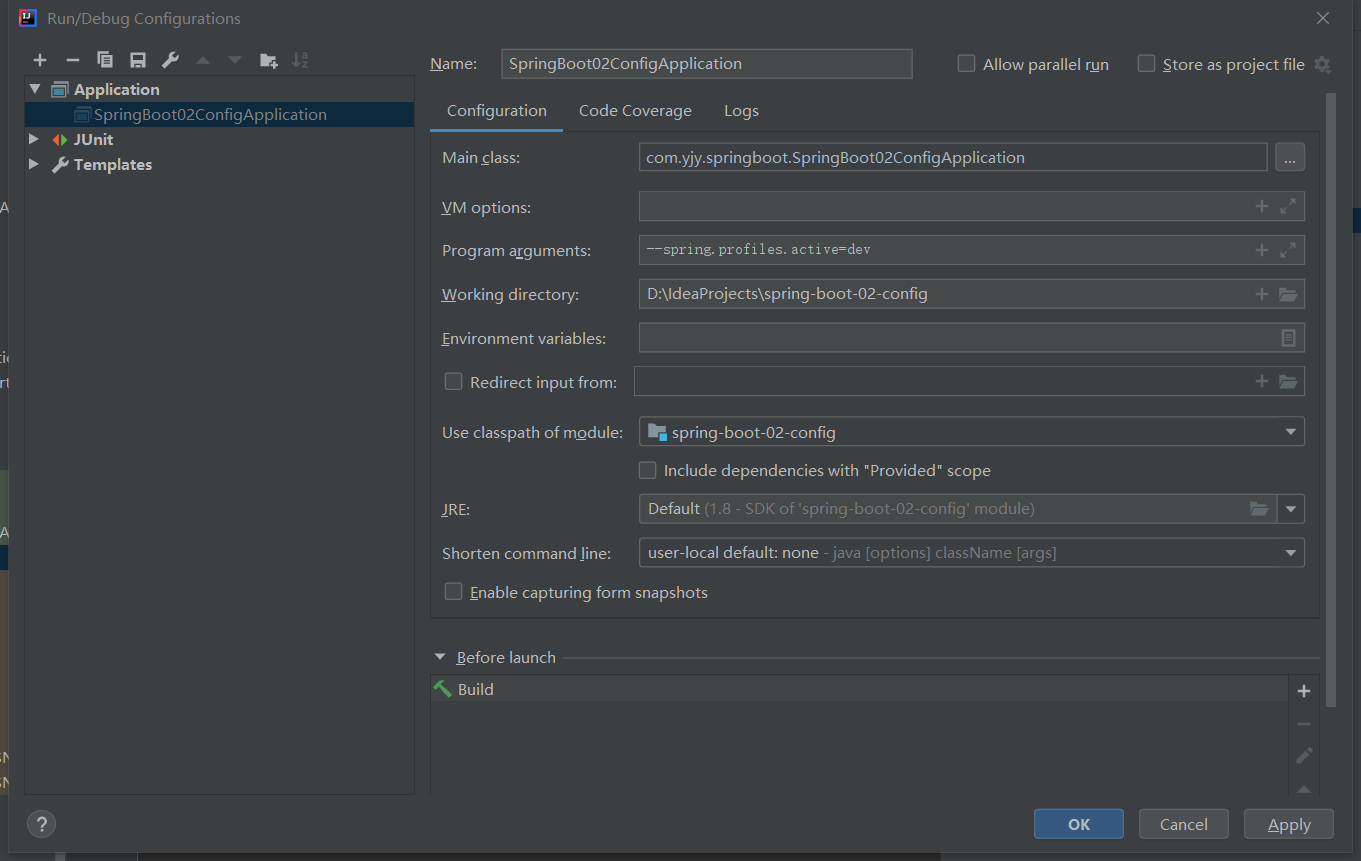 Run/Debug Configurations
Application
SpringBoot02ConfigApplication
JUnit
Templates
Name: SpringBoot02ConfigApplication
Allow parallel run
Store as project file
Configuration Code Coverage Logs
Main class: com.yjy.springboot.SpringBoot02ConfigApplication ...
VM options:
Program arguments: --spring.profiles.active=dev
Working directory: D:\IdeaProjects\spring-boot-02-config
Environment variables:
Redirect input from:
Use classpath of module: spring-boot-02-config
Include dependencies with "Provided" scope
JRE: Default (1.8 - SDK of 'spring-boot-02-config' module)
Shorten command line: user-local default: none - java [options] className [args]
Enable capturing form snapshots
Before launch
Build
? OK Cancel Apply